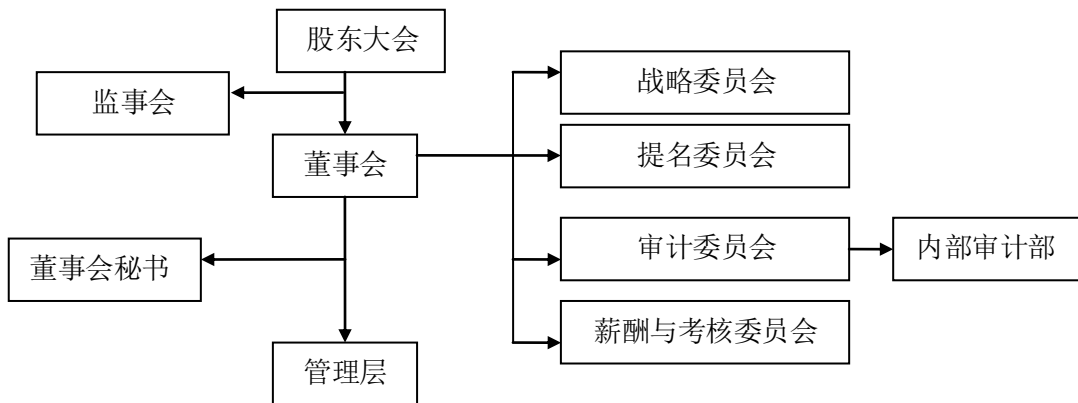 股东大会
战略委员会
监事会
提名委员会
董事会
审计委员会
内部审计部
董事会秘书
薪酬与考核委员会
管理层